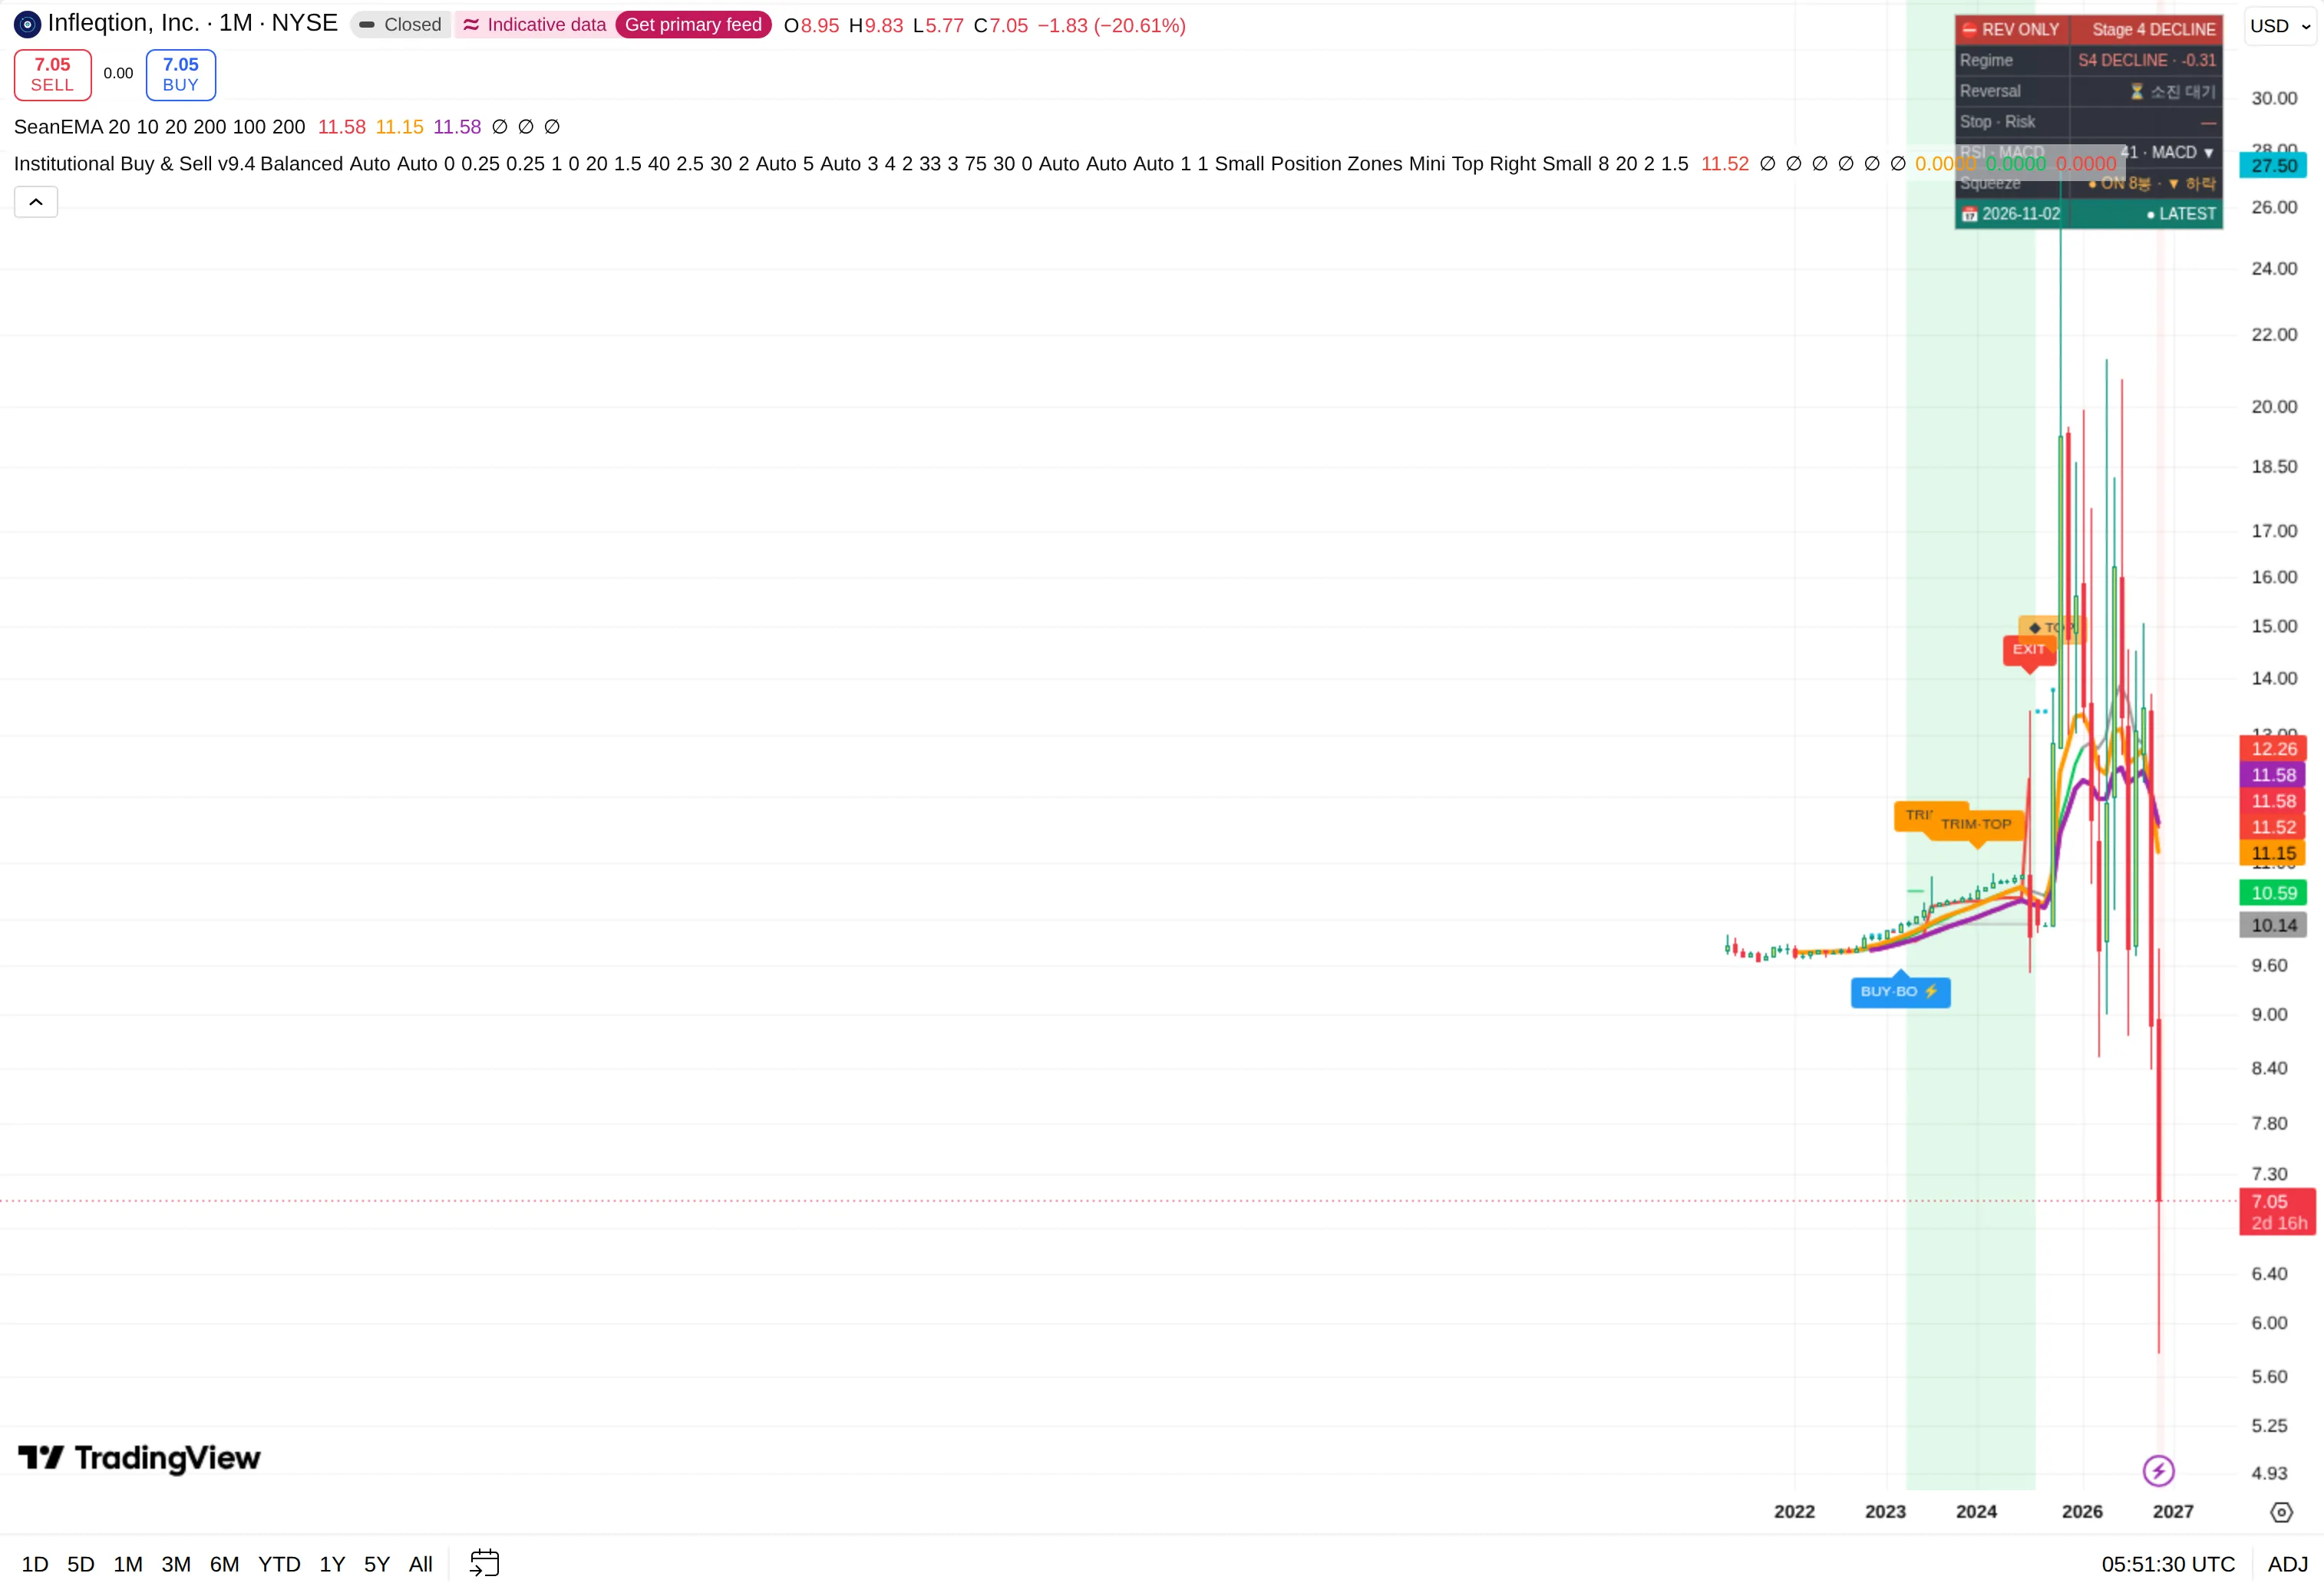 Infleqtion, Inc. · 1M · NYSE Closed ≈ Indicative data Get primary feed O8.95 H9.83 L5.77 C7.05 −1.83 (−20.61%)
7.05 SELL 0.00 7.05 BUY
SeanEMA 20 10 20 200 100 200 11.58 11.15 11.58 ∅ ∅ ∅
Institutional Buy & Sell v9.4 Balanced Auto Auto 0 0.25 0.25 1 0 20 1.5 40 2.5 30 2 Auto 5 Auto 3 4 2 33 3 75 30 0 Auto Auto Auto 1 1 Small Position Zones Mini Top Right Small 8 20 2 1.5 11.52 ∅ ∅ ∅ ∅ ∅ ∅ 0.0000 0.0000 0.0000
⛔ REV ONLY Stage 4 DECLINE
Regime S4 DECLINE · -0.31
Reversal ⏳ 소진 대기
Stop · Risk —
RSI · MACD 41 · MACD ▼
Squeeze ● ON 8봉 · ▼ 하락
📅 2026-11-02 ● LATEST
USD
30.00
27.50
26.00
24.00
22.00
20.00
18.50
17.00
16.00
15.00
14.00
12.26
11.58
11.58
11.52
11.15
10.59
10.14
9.60
9.00
8.40
7.80
7.30
7.05
2d 16h
6.40
6.00
5.60
5.25
4.93
EXIT
TRIM-TOP
BUY-BO ⚡
TradingView
2022 2023 2024 2026 2027
1D 5D 1M 3M 6M YTD 1Y 5Y All
05:51:30 UTC ADJ